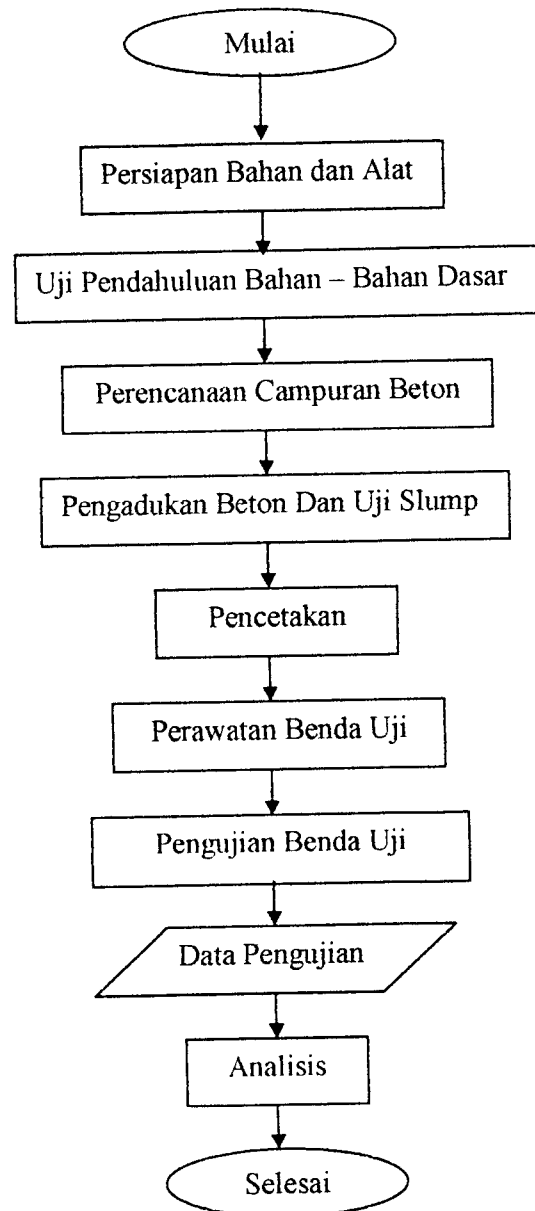 Mulai
Persiapan Bahan dan Alat
Uji Pendahuluan Bahan – Bahan Dasar
Perencanaan Campuran Beton
Pengadukan Beton Dan Uji Slump
Pencetakan
Perawatan Benda Uji
Pengujian Benda Uji
Data Pengujian
Analisis
Selesai